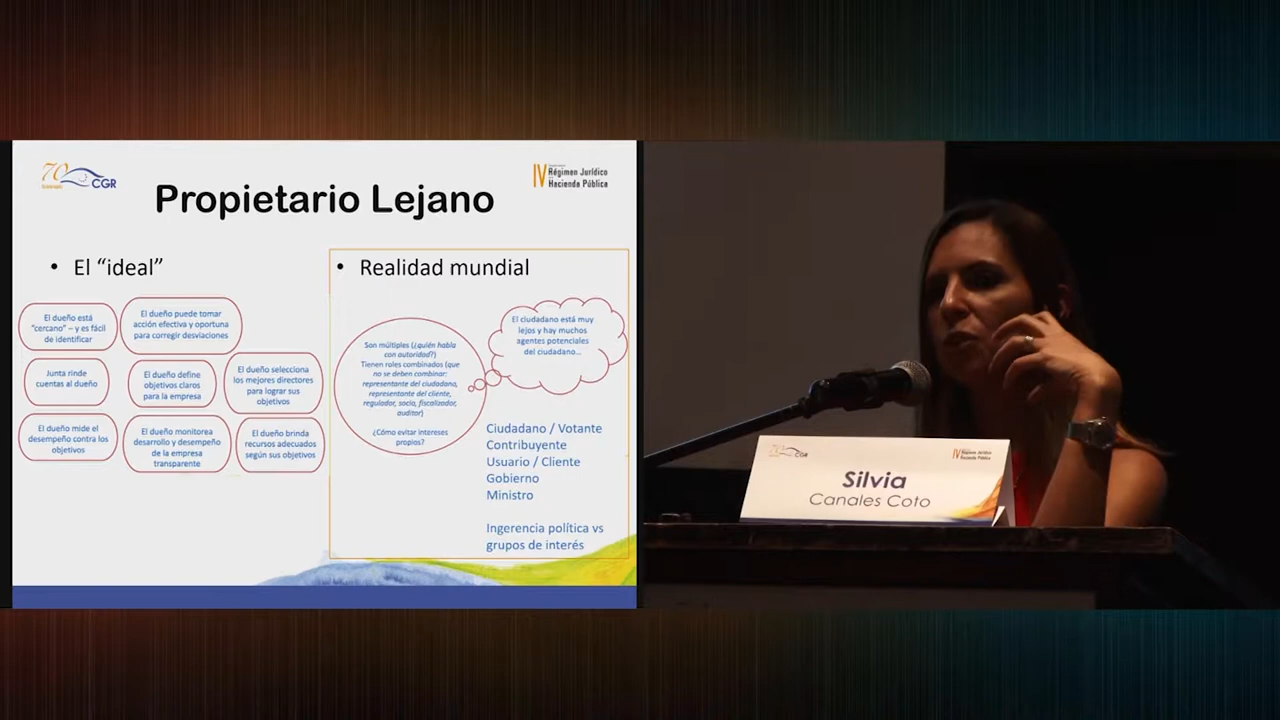 70
CGR
IV
Régimen Jurídico
Hacienda Pública
Propietario Lejano
• El “ideal”
El dueño está
“cercano” – y es fácil
de identificar
El dueño puede tomar
acción efectiva y oportuna
para corregir desviaciones
Junta rinde
cuentas al dueño
El dueño define
objetivos claros
para la empresa
El dueño selecciona
los mejores directores
para lograr sus
objetivos
El dueño mide el
desempeño contra los
objetivos
El dueño monitorea
desarrollo y desempeño
de la empresa
transparente
El dueño brinda
recursos adecuados
según sus objetivos
• Realidad mundial
Son múltiples (¿quién habla
con autoridad?)
Tienen roles combinados (que
no se deben combinar:
representante del ciudadano,
representante del cliente,
regulador, socio, fiscalizador,
auditor)
¿Cómo evitar intereses
propios?
El ciudadano está muy
lejos y hay muchos
agentes potenciales
del ciudadano...
Ciudadano / Votante
Contribuyente
Usuario / Cliente
Gobierno
Ministro
Ingerencia política vs
grupos de interés
CGR
IV
Régimen Jurídico
Hacienda Pública
Silvia
Canales Coto